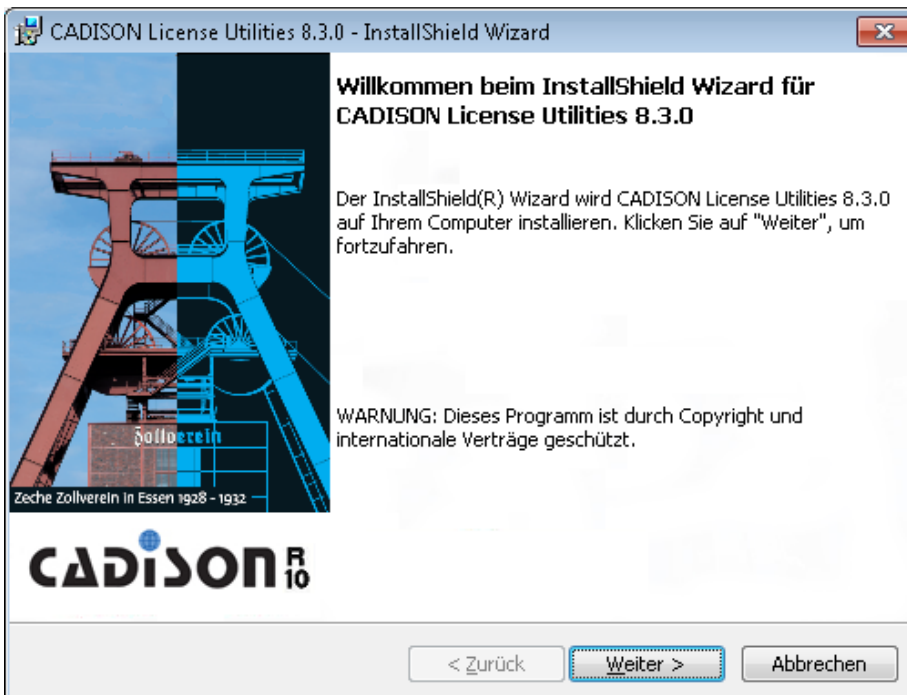 CADISON License Utilities 8.3.0 - InstallShield Wizard
Willkommen beim InstallShield Wizard für
CADISON License Utilities 8.3.0
Der InstallShield(R) Wizard wird CADISON License Utilities 8.3.0
auf Ihrem Computer installieren. Klicken Sie auf "Weiter", um
fortzufahren.
WARNUNG: Dieses Programm ist durch Copyright und
internationale Verträge geschützt.
Zollverein
Zeche Zollverein in Essen 1928 - 1932
CADISON R
10
< Zurück
Weiter >
Abbrechen